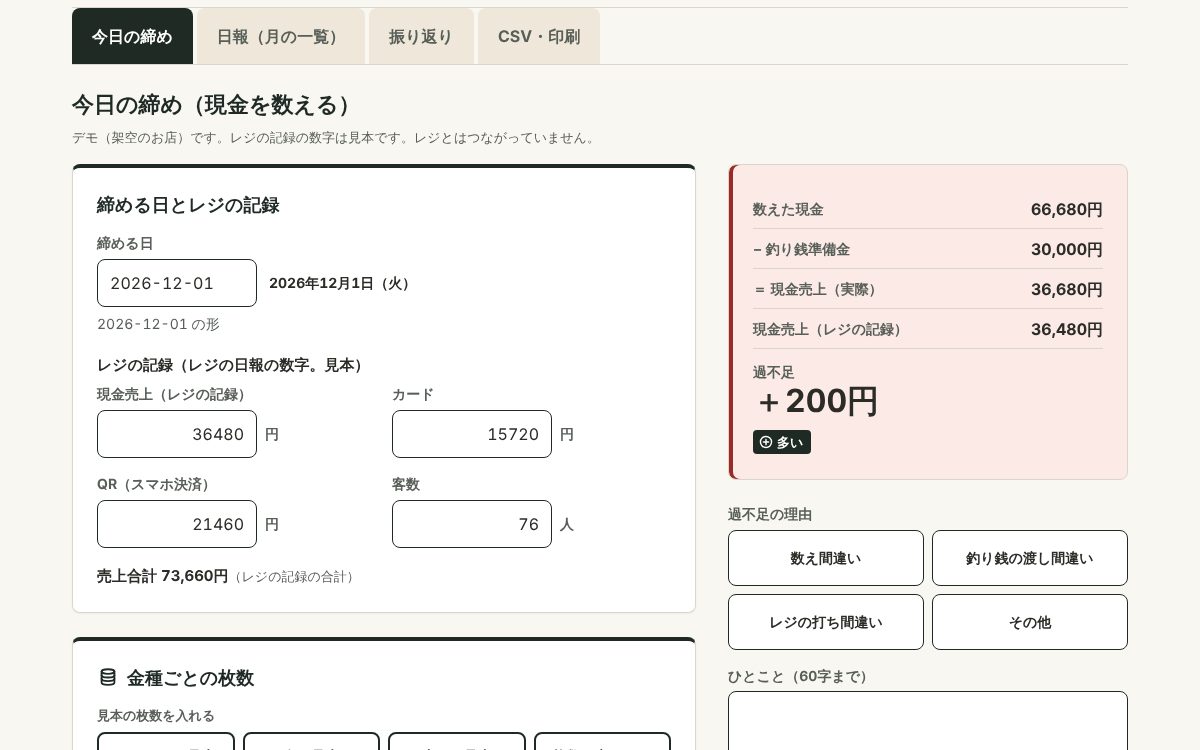 今日の締め
日報（月の一覧）
振り返り
CSV・印刷
今日の締め（現金を数える）
デモ（架空のお店）です。レジの記録の数字は見本です。レジとはつながっていません。
締める日とレジの記録
締める日
2026-12-01
2026年12月1日（火）
2026-12-01 の形
レジの記録（レジの日報の数字。見本）
現金売上（レジの記録）
36480 円
カード
15720 円
QR（スマホ決済）
21460 円
客数
76 人
売上合計 73,660円（レジの記録の合計）
金種ごとの枚数
見本の枚数を入れる
数えた現金 66,680円
− 釣り銭準備金 30,000円
＝ 現金売上（実際） 36,680円
現金売上（レジの記録） 36,480円
過不足
＋200円
多い
過不足の理由
数え間違い
釣り銭の渡し間違い
レジの打ち間違い
その他
ひとこと（60字まで）